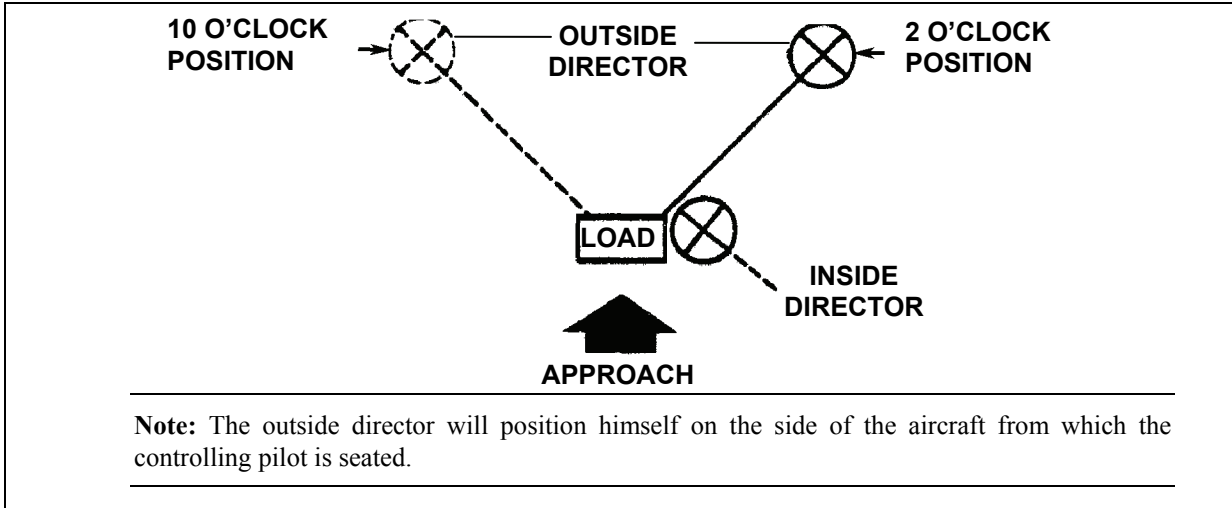 10 O’CLOCK
POSITION
OUTSIDE
DIRECTOR
2 O’CLOCK
POSITION
LOAD
INSIDE
DIRECTOR
APPROACH
Note: The outside director will position himself on the side of the aircraft from which the
controlling pilot is seated.